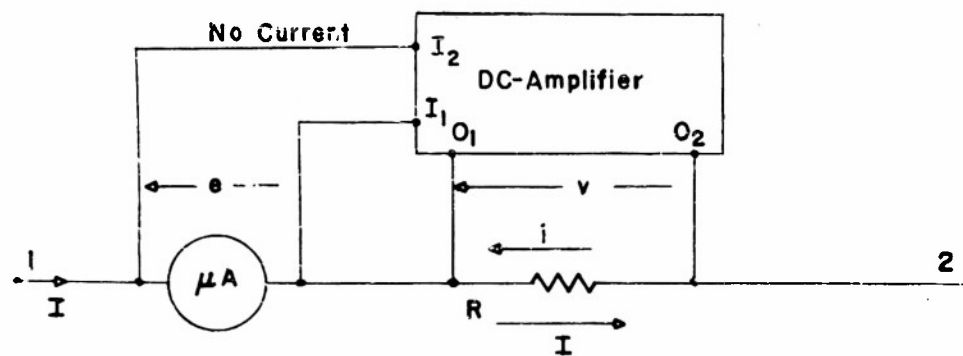 No Current
I2
DC-Amplifier
I1
O1
O2
e
v
i
1
μA
2
I
R
I